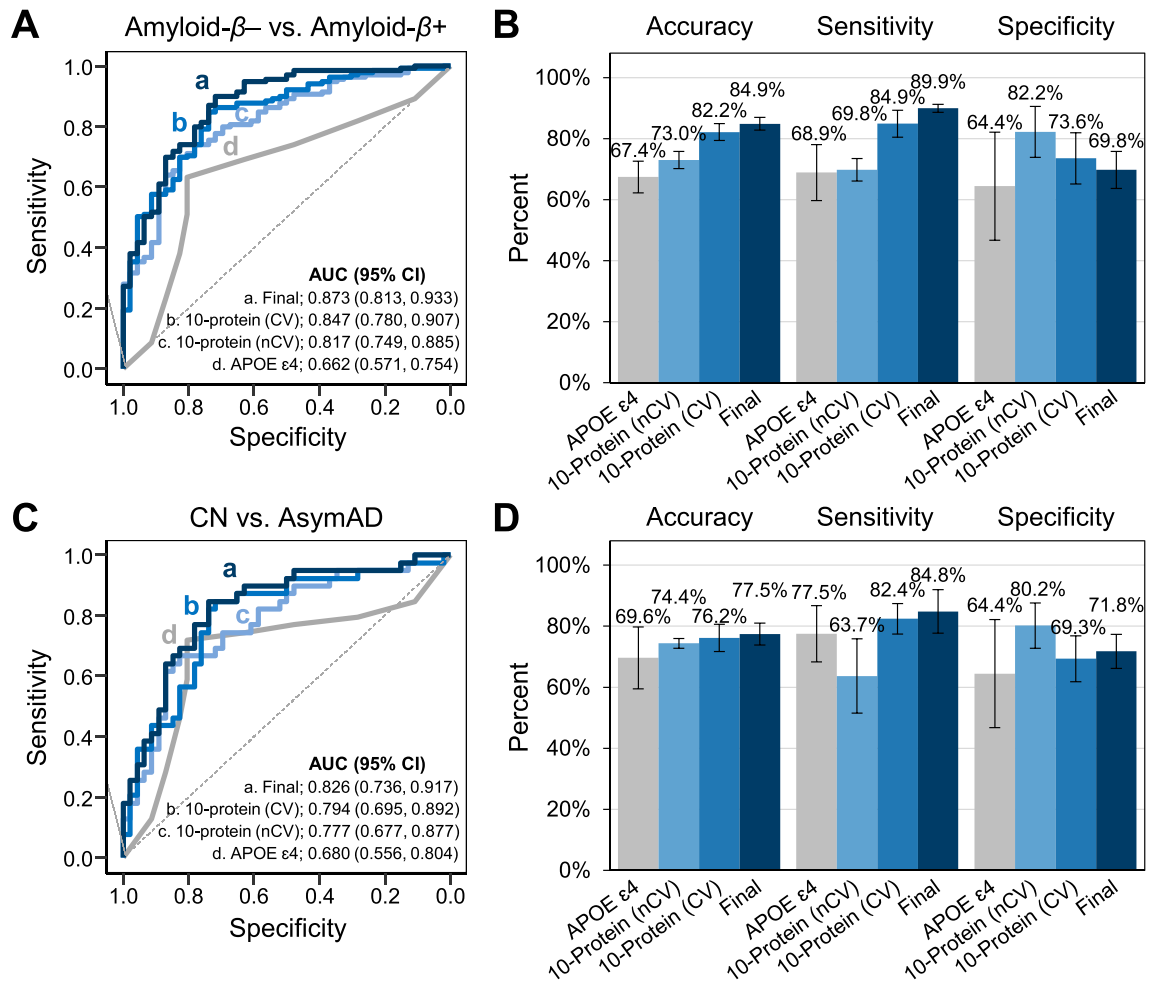 A
Amyloid-β– vs. Amyloid-β+
Sensitivity
1.0
0.8
0.6
0.4
0.2
0.0
a
b
c
d
AUC (95% CI)
a. Final; 0.873 (0.813, 0.933)
b. 10-protein (CV); 0.847 (0.780, 0.907)
c. 10-protein (nCV); 0.817 (0.749, 0.885)
d. APOE ε4; 0.662 (0.571, 0.754)
1.0 0.8 0.6 0.4 0.2 0.0
Specificity
B
Accuracy Sensitivity Specificity
Percent
100%
80%
60%
40%
20%
0%
67.4% 73.0% 82.2% 84.9%
68.9% 69.8% 84.9% 89.9%
64.4% 82.2% 73.6% 69.8%
APOE ε4 10-Protein (nCV) 10-Protein (CV) Final
APOE ε4 10-Protein (nCV) 10-Protein (CV) Final
APOE ε4 10-Protein (nCV) 10-Protein (CV) Final
C
CN vs. AsymAD
Sensitivity
1.0
0.8
0.6
0.4
0.2
0.0
a
b
c
d
AUC (95% CI)
a. Final; 0.826 (0.736, 0.917)
b. 10-protein (CV); 0.794 (0.695, 0.892)
c. 10-protein (nCV); 0.777 (0.677, 0.877)
d. APOE ε4; 0.680 (0.556, 0.804)
1.0 0.8 0.6 0.4 0.2 0.0
Specificity
D
Accuracy Sensitivity Specificity
Percent
100%
80%
60%
40%
20%
0%
69.6% 74.4% 76.2% 77.5%
77.5% 63.7% 82.4% 84.8%
64.4% 80.2% 69.3% 71.8%
APOE ε4 10-Protein (nCV) 10-Protein (CV) Final
APOE ε4 10-Protein (nCV) 10-Protein (CV) Final
APOE ε4 10-Protein (nCV) 10-Protein (CV) Final